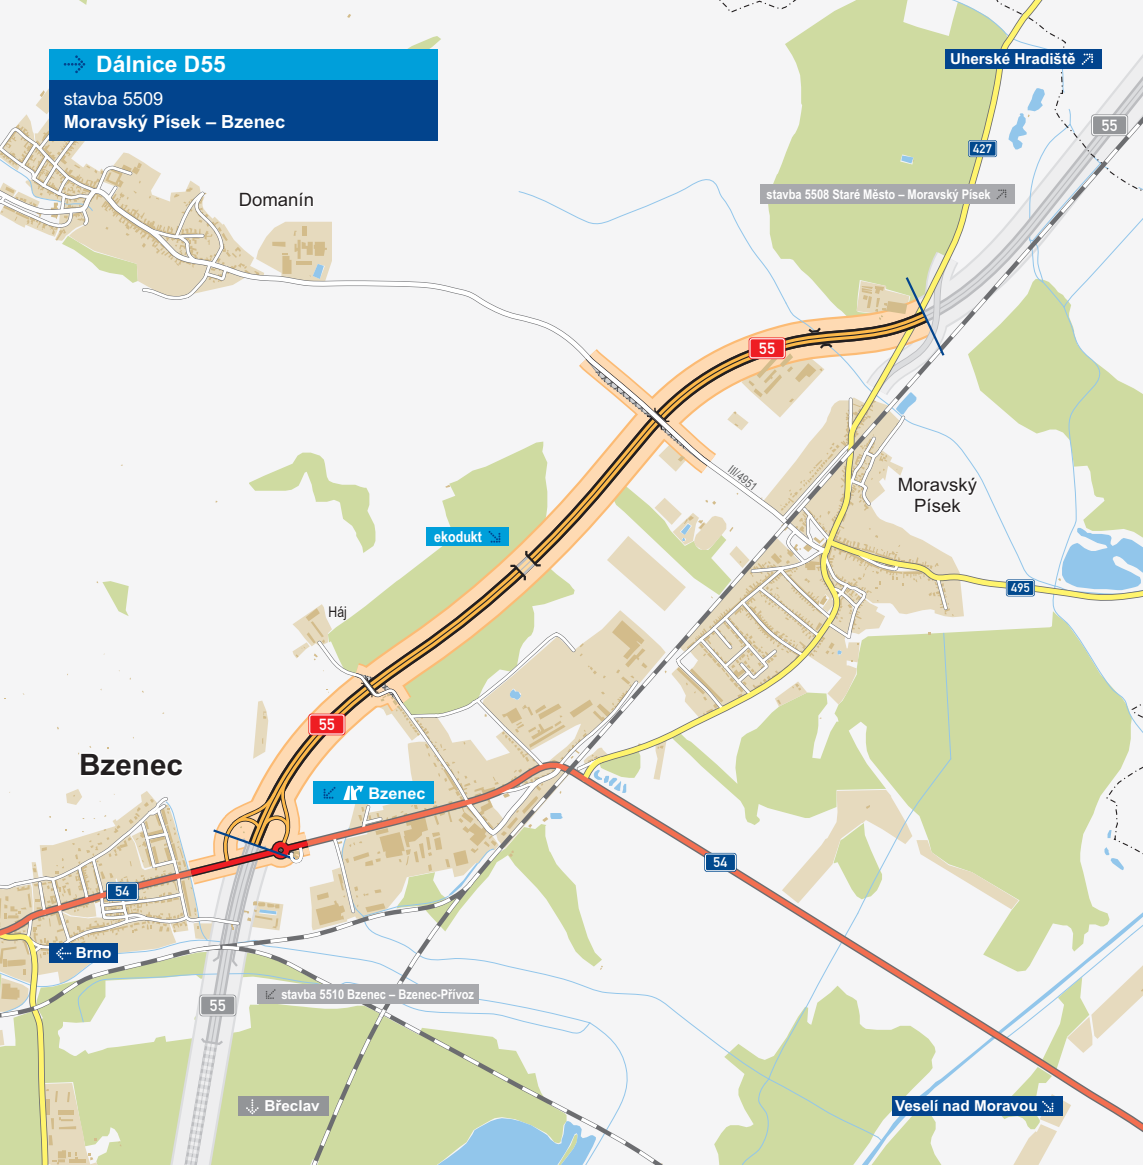 Dálnice D55
stavba 5509
Moravský Písek – Bzenec
Uherské Hradiště
55
427
stavba 5508 Staré Město – Moravský Písek
Domanín
55
III/4951
Moravský
Písek
ekodukt
495
Háj
55
Bzenec
Bzenec
54
54
Brno
stavba 5510 Bzenec – Bzenec-Přívoz
55
Břeclav
Veselí nad Moravou